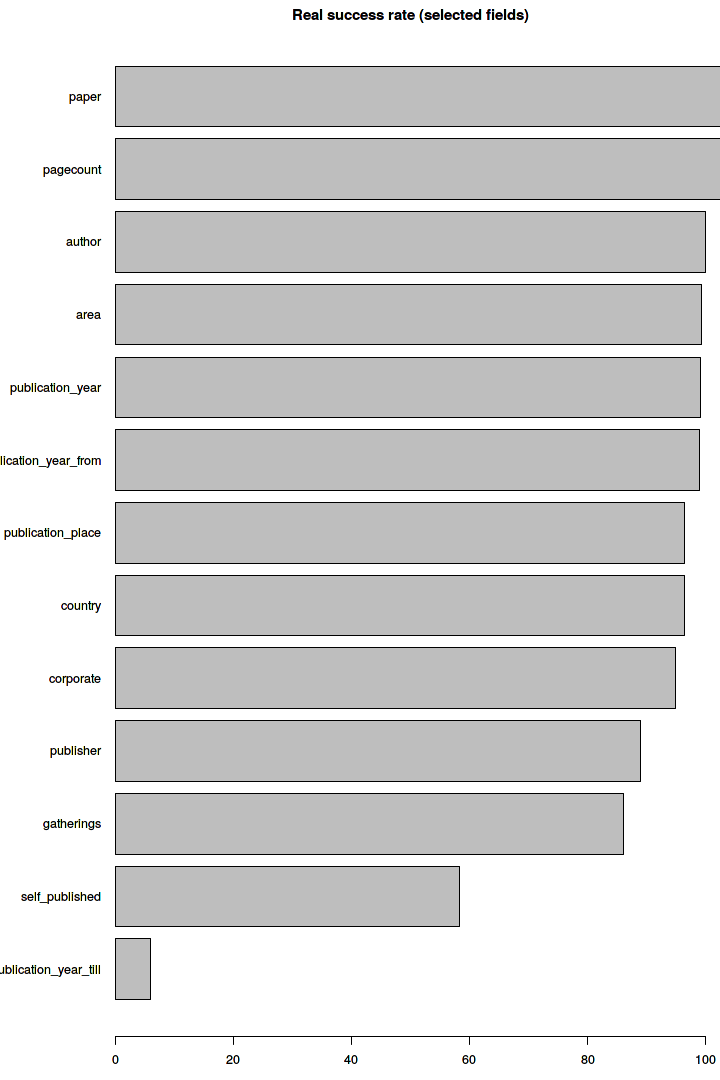 Real success rate (selected fields)
paper
pagecount
author
area
publication_year
lication_year_from
publication_place
country
corporate
publisher
gatherings
self_published
ublication_year_till
0 20 40 60 80 100